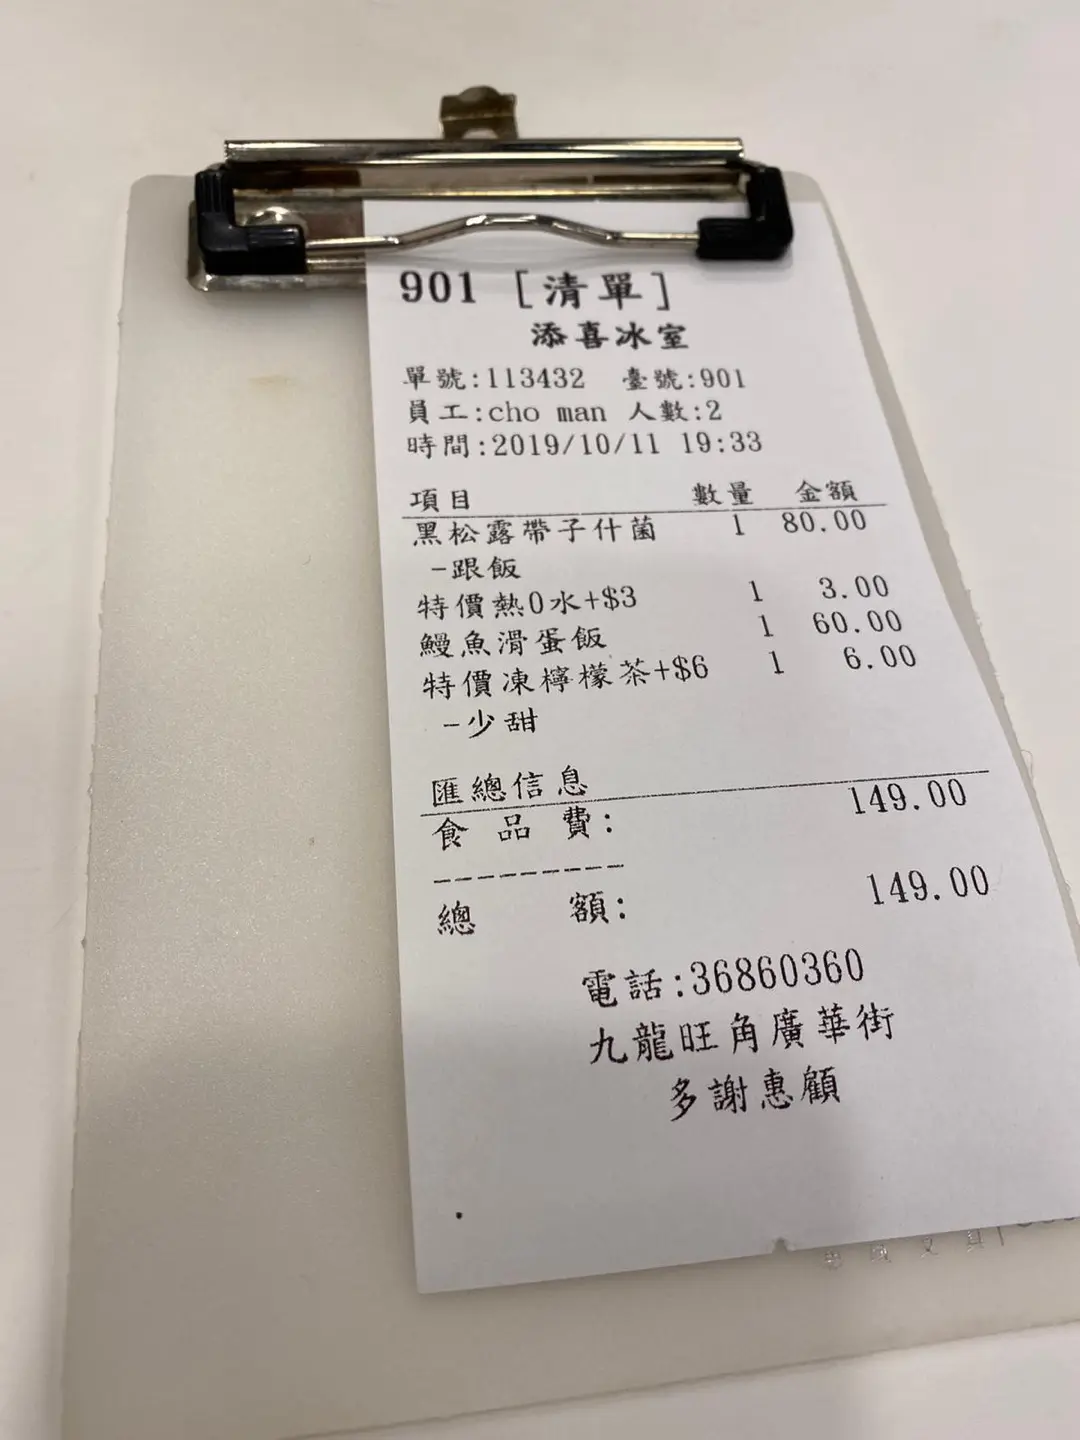 901 [清單]
添喜冰室
單號:113432 臺號:901
員工:cho man 人數:2
時間:2019/10/11 19:33
項目 數量 金額
黑松露帶子什菌 1 80.00
-跟飯
特價熱0水+$3 1 3.00
鰻魚滑蛋飯 1 60.00
特價凍檸檬茶+$6 1 6.00
-少甜
匯總信息
食品費: 149.00
---------
總額: 149.00
電話:36860360
九龍旺角廣華街
多謝惠顧